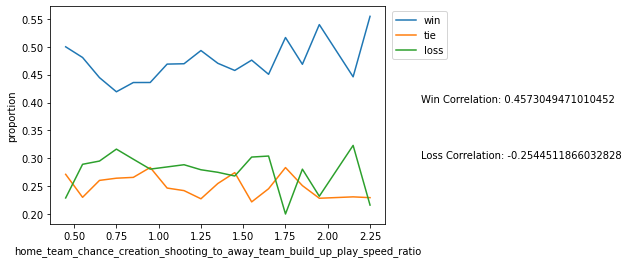 win
tie
loss
0.55
0.50
0.45
0.40
0.35
0.30
0.25
0.20
proportion
Win Correlation: 0.4573049471010452
Loss Correlation: -0.2544511866032828
0.50 0.75 1.00 1.25 1.50 1.75 2.00 2.25
home_team_chance_creation_shooting_to_away_team_build_up_play_speed_ratio